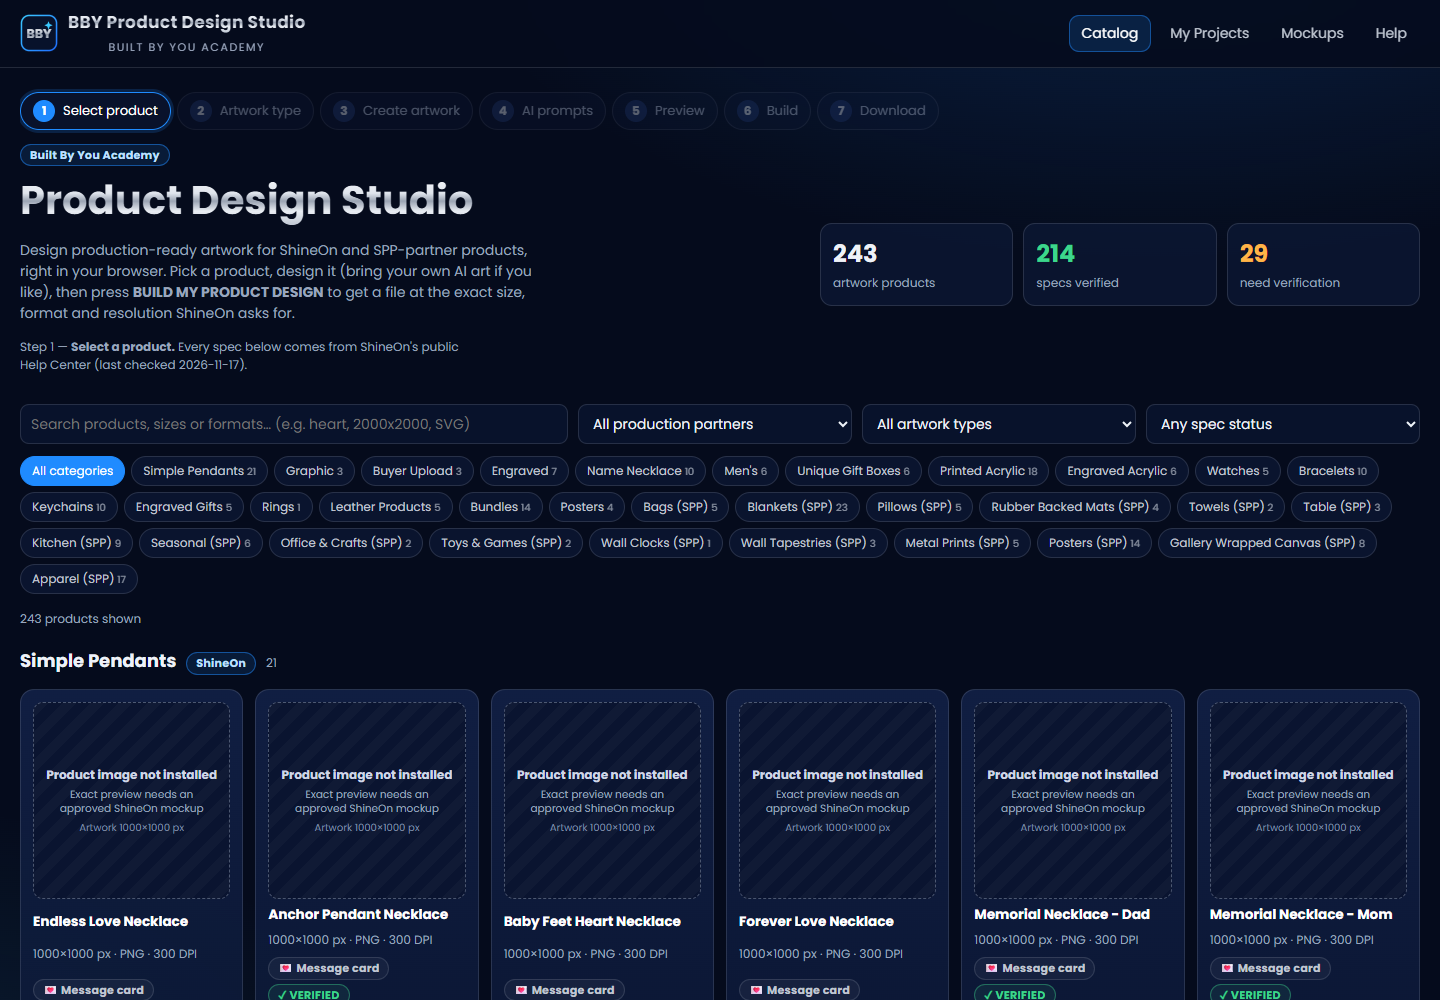 BBY
BBY Product Design Studio
BUILT BY YOU ACADEMY
Catalog
My Projects
Mockups
Help
1 Select product
2 Artwork type
3 Create artwork
4 AI prompts
5 Preview
6 Build
7 Download
Built By You Academy
Product Design Studio
Design production-ready artwork for ShineOn and SPP-partner products,
right in your browser. Pick a product, design it (bring your own AI art if you
like), then press BUILD MY PRODUCT DESIGN to get a file at the exact size,
format and resolution ShineOn asks for.
Step 1 — Select a product. Every spec below comes from ShineOn's public
Help Center (last checked 2026-11-17).
243
artwork products
214
specs verified
29
need verification
Search products, sizes or formats... (e.g. heart, 2000x2000, SVG)
All production partners
All artwork types
Any spec status
All categories
Simple Pendants 21
Graphic 3
Buyer Upload 3
Engraved 7
Name Necklace 10
Men's 6
Unique Gift Boxes 6
Printed Acrylic 18
Engraved Acrylic 6
Watches 5
Bracelets 10
Keychains 10
Engraved Gifts 5
Rings 1
Leather Products 5
Bundles 14
Posters 4
Bags (SPP) 5
Blankets (SPP) 23
Pillows (SPP) 5
Rubber Backed Mats (SPP) 4
Towels (SPP) 2
Table (SPP) 3
Kitchen (SPP) 9
Seasonal (SPP) 6
Office & Crafts (SPP) 2
Toys & Games (SPP) 2
Wall Clocks (SPP) 1
Wall Tapestries (SPP) 3
Metal Prints (SPP) 5
Posters (SPP) 14
Gallery Wrapped Canvas (SPP) 8
Apparel (SPP) 17
243 products shown
Simple Pendants
ShineOn
21
Product image not installed
Exact preview needs an
approved ShineOn mockup
Artwork 1000×1000 px
Endless Love Necklace
1000×1000 px · PNG · 300 DPI
💌 Message card
Product image not installed
Exact preview needs an
approved ShineOn mockup
Artwork 1000×1000 px
Anchor Pendant Necklace
1000×1000 px · PNG · 300 DPI
💌 Message card
✓ VERIFIED
Product image not installed
Exact preview needs an
approved ShineOn mockup
Artwork 1000×1000 px
Baby Feet Heart Necklace
1000×1000 px · PNG · 300 DPI
💌 Message card
Product image not installed
Exact preview needs an
approved ShineOn mockup
Artwork 1000×1000 px
Forever Love Necklace
1000×1000 px · PNG · 300 DPI
💌 Message card
Product image not installed
Exact preview needs an
approved ShineOn mockup
Artwork 1000×1000 px
Memorial Necklace - Dad
1000×1000 px · PNG · 300 DPI
💌 Message card
✓ VERIFIED
Product image not installed
Exact preview needs an
approved ShineOn mockup
Artwork 1000×1000 px
Memorial Necklace - Mom
1000×1000 px · PNG · 300 DPI
💌 Message card
✓ VERIFIED